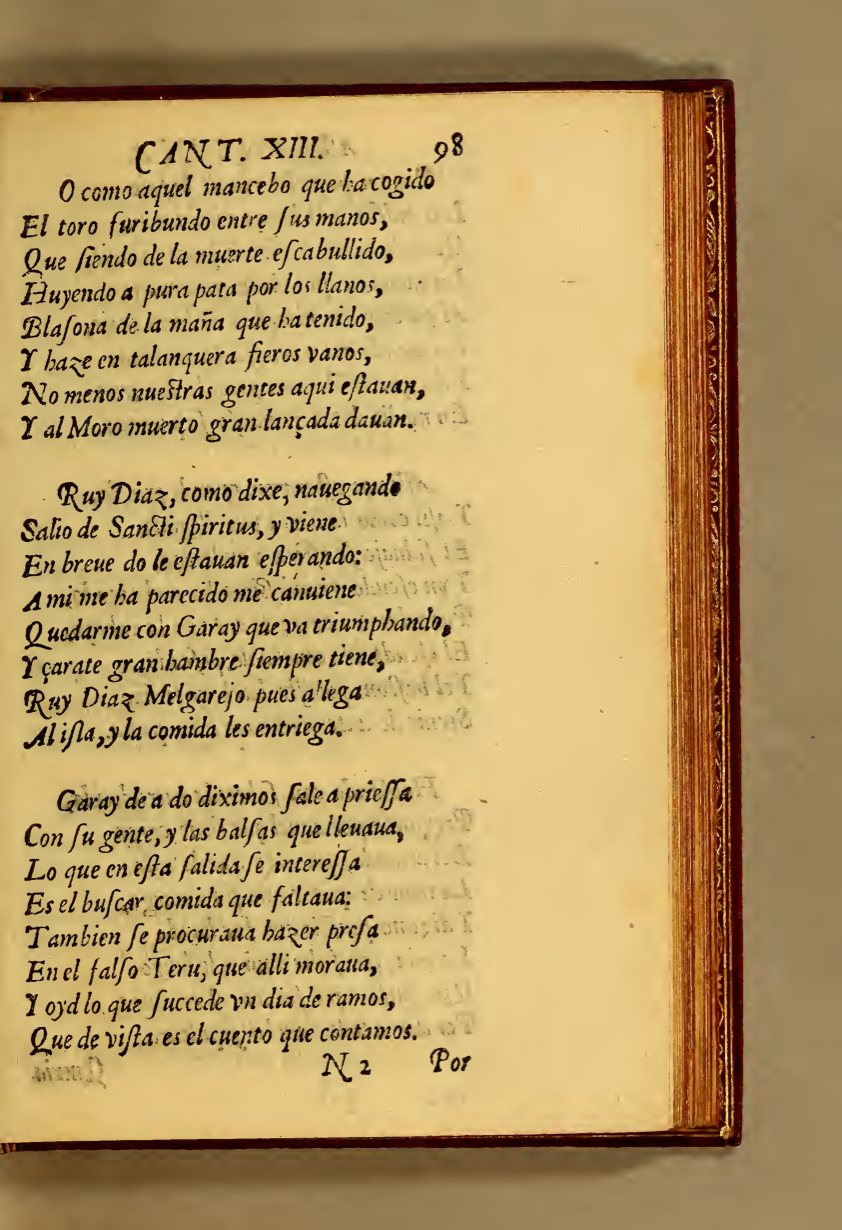 CANT. XIII. 98
O como aquel mancebo que ha cogido
El toro furibundo entre ſus manos,
Que ſiendo de la muerte eſcabullido,
Huyendo a pura pata por los llanos,
Blaſona de la maña que ha tenido,
Y haze en talanquera fieros vanos,
No menos nueſtras gentes aqui eſtauan,
Y al Moro muerto gran lançada dauan.
Ruy Diaz, como dixe, nauegando
Salio de Sancti ſpiritus, y viene
En breue do le eſtauan eſperando:
A mi me ha parecido me canuiene
Quedarme con Garay que va triumphando,
Y çarate gran hambre ſiempre tiene,
Ruy Diaz Melgarejo pues allega
Al iſla, y la comida les entriega.
Garay de a do diximos ſale a prieſſa
Con ſu gente, y las balſas que lleuaua,
Lo que en eſta ſalida ſe intereſſa
Es el buſcar comida que faltaua:
Tambien ſe procuraua hazer preſa
En el falſo Teru, que alli moraua,
Y oyd lo que ſuccede vn dia de ramos,
Que de viſta es el cuento que contamos.
N 2 Por